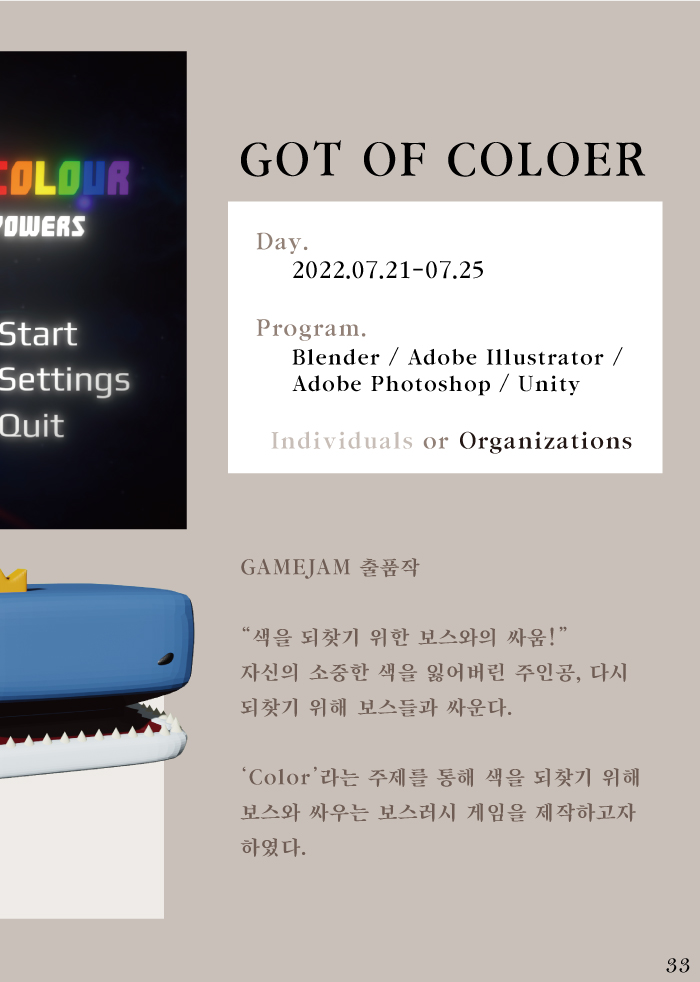 COLOUR
POWERS
Start
Settings
Quit
GOT OF COLOER
Day.
2022.07.21-07.25
Program.
Blender / Adobe Illustrator /
Adobe Photoshop / Unity
Individuals or Organizations
GAMEJAM 출품작
“색을 되찾기 위한 보스와의 싸움!”
자신의 소중한 색을 잃어버린 주인공, 다시
되찾기 위해 보스들과 싸운다.
‘Color’라는 주제를 통해 색을 되찾기 위해
보스와 싸우는 보스러시 게임을 제작하고자
하였다.
33